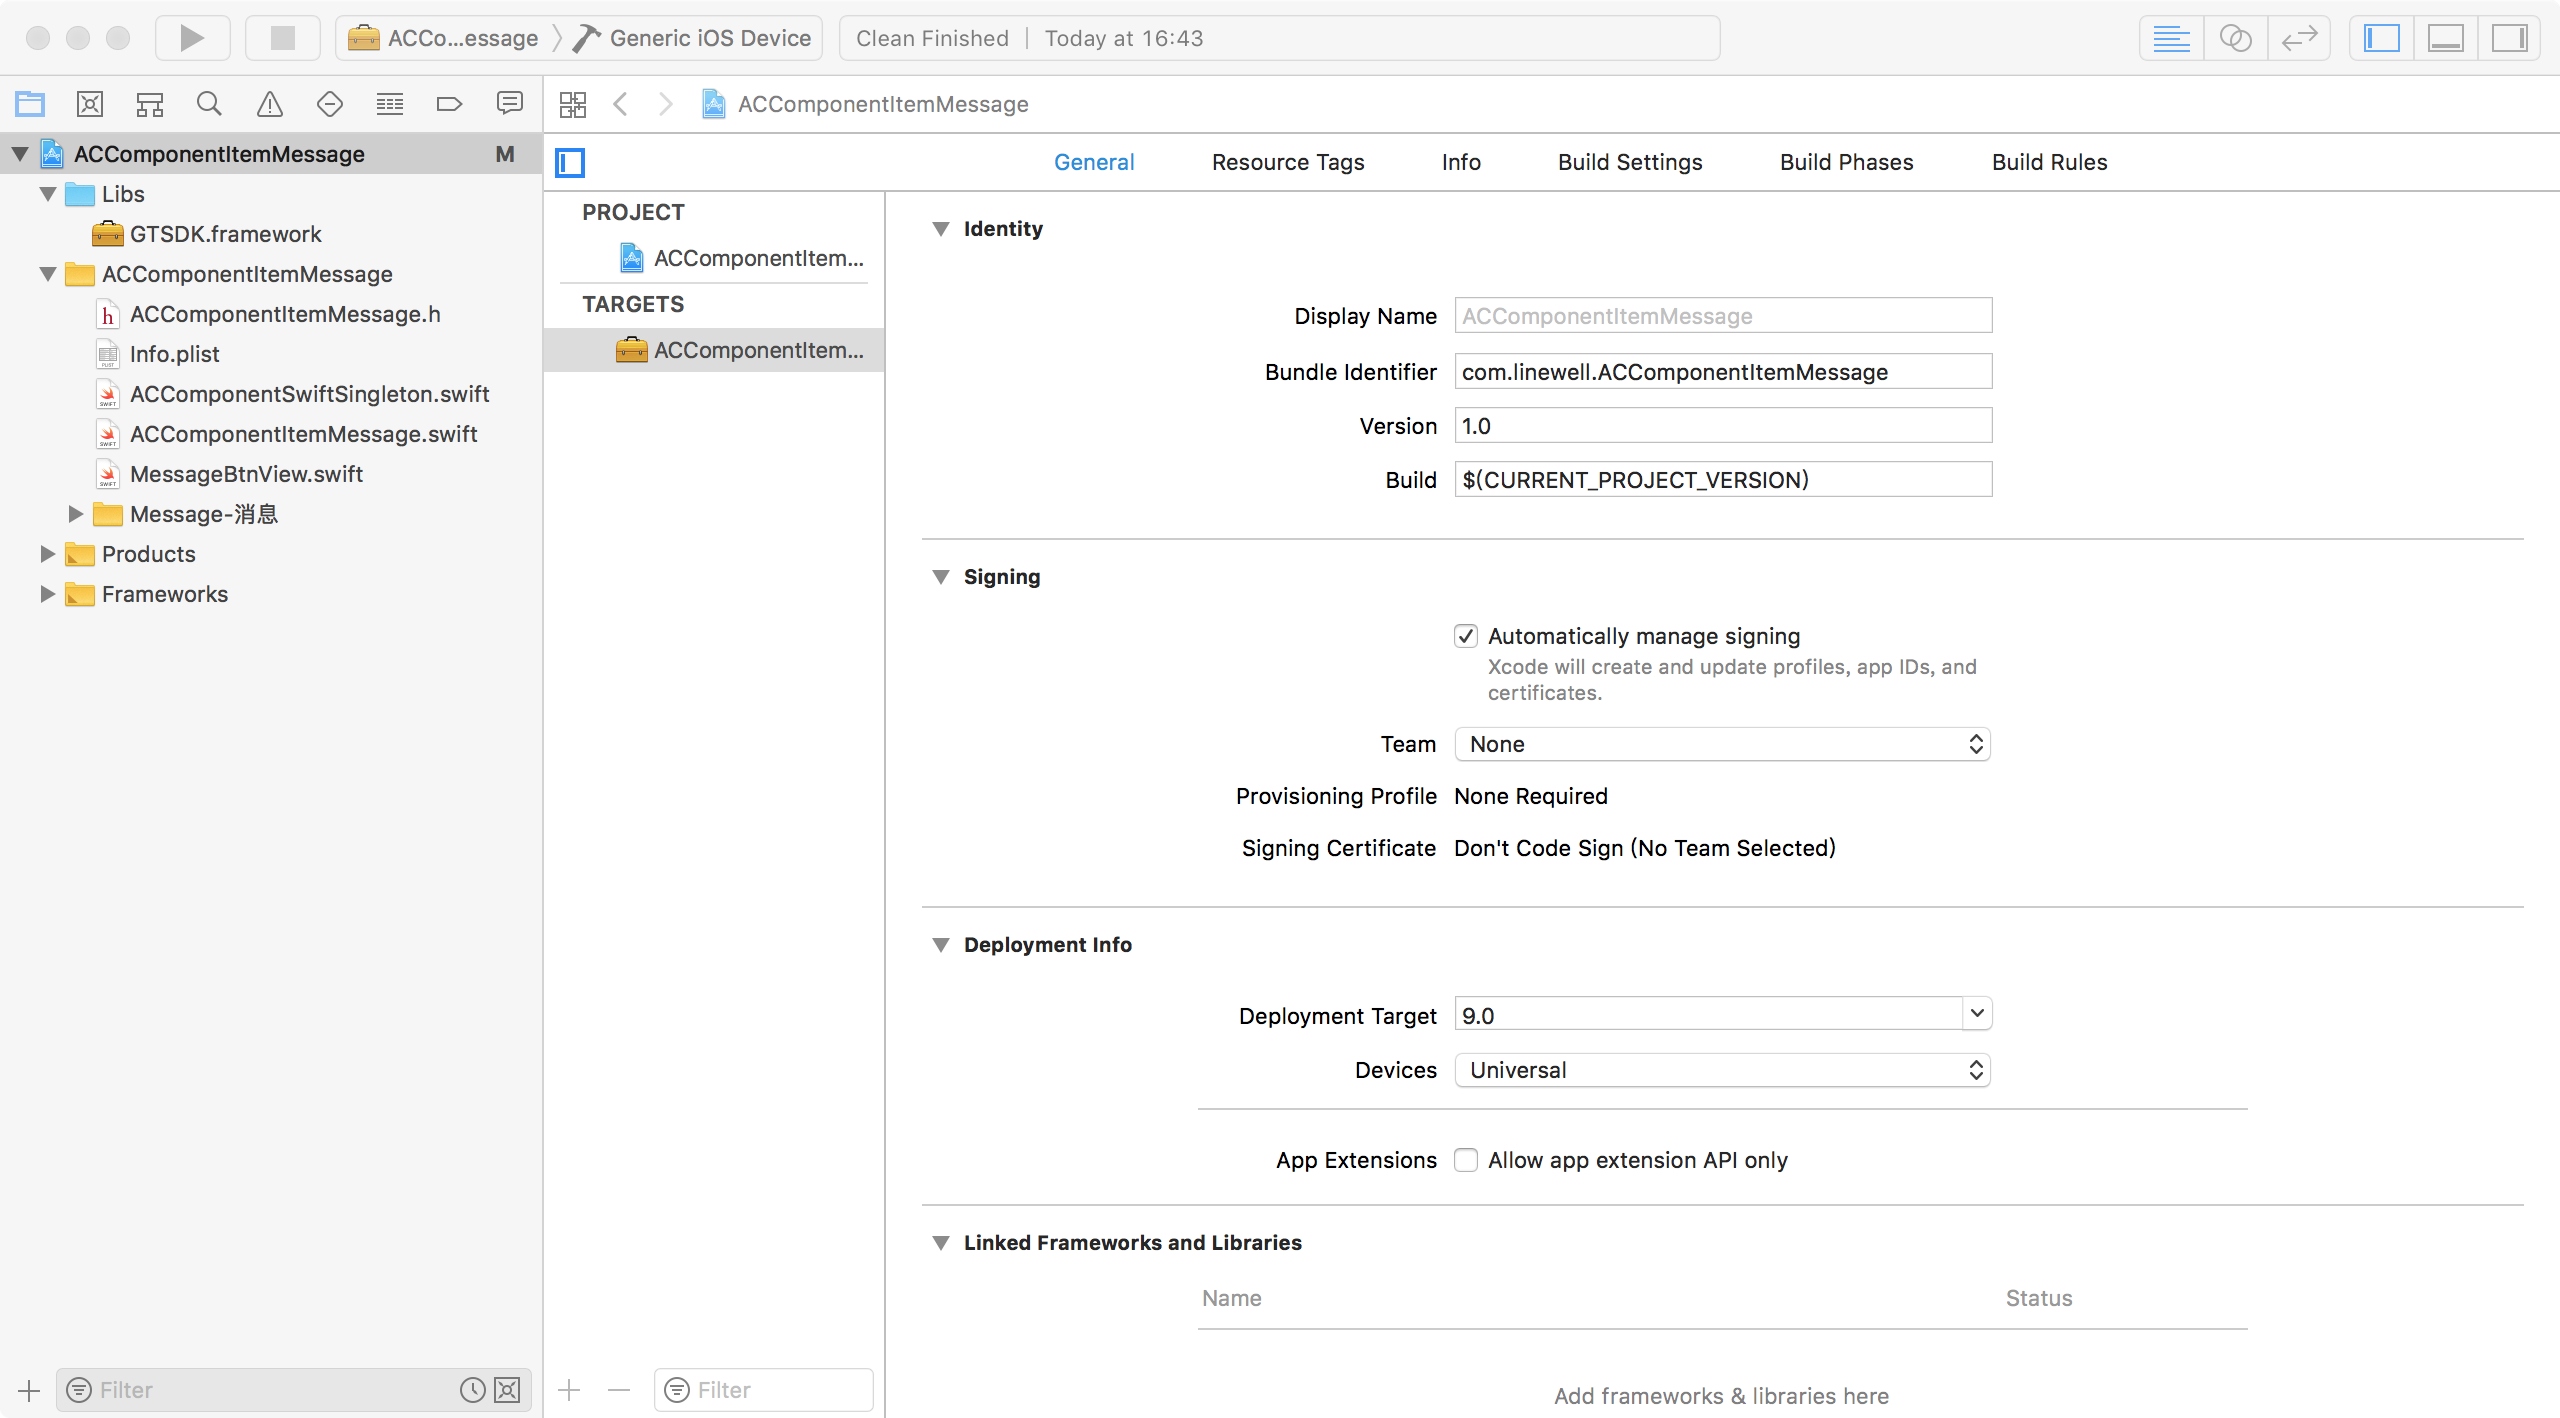 ACCo...essage
Generic iOS Device
Clean Finished | Today at 16:43
ACComponentItemMessage
ACComponentItemMessage M
Libs
GTSDK.framework
ACComponentItemMessage
ACComponentItemMessage.h
Info.plist
ACComponentSwiftSingleton.swift
ACComponentItemMessage.swift
MessageBtnView.swift
Message-消息
Products
Frameworks
Filter
General
Resource Tags
Info
Build Settings
Build Phases
Build Rules
PROJECT
ACComponentItem...
TARGETS
ACComponentItem...
Filter
Identity
Display Name ACComponentItemMessage
Bundle Identifier com.linewell.ACComponentItemMessage
Version 1.0
Build $(CURRENT_PROJECT_VERSION)
Signing
Automatically manage signing
Xcode will create and update profiles, app IDs, and
certificates.
Team None
Provisioning Profile None Required
Signing Certificate Don't Code Sign (No Team Selected)
Deployment Info
Deployment Target 9.0
Devices Universal
App Extensions Allow app extension API only
Linked Frameworks and Libraries
Name Status
Add frameworks & libraries here